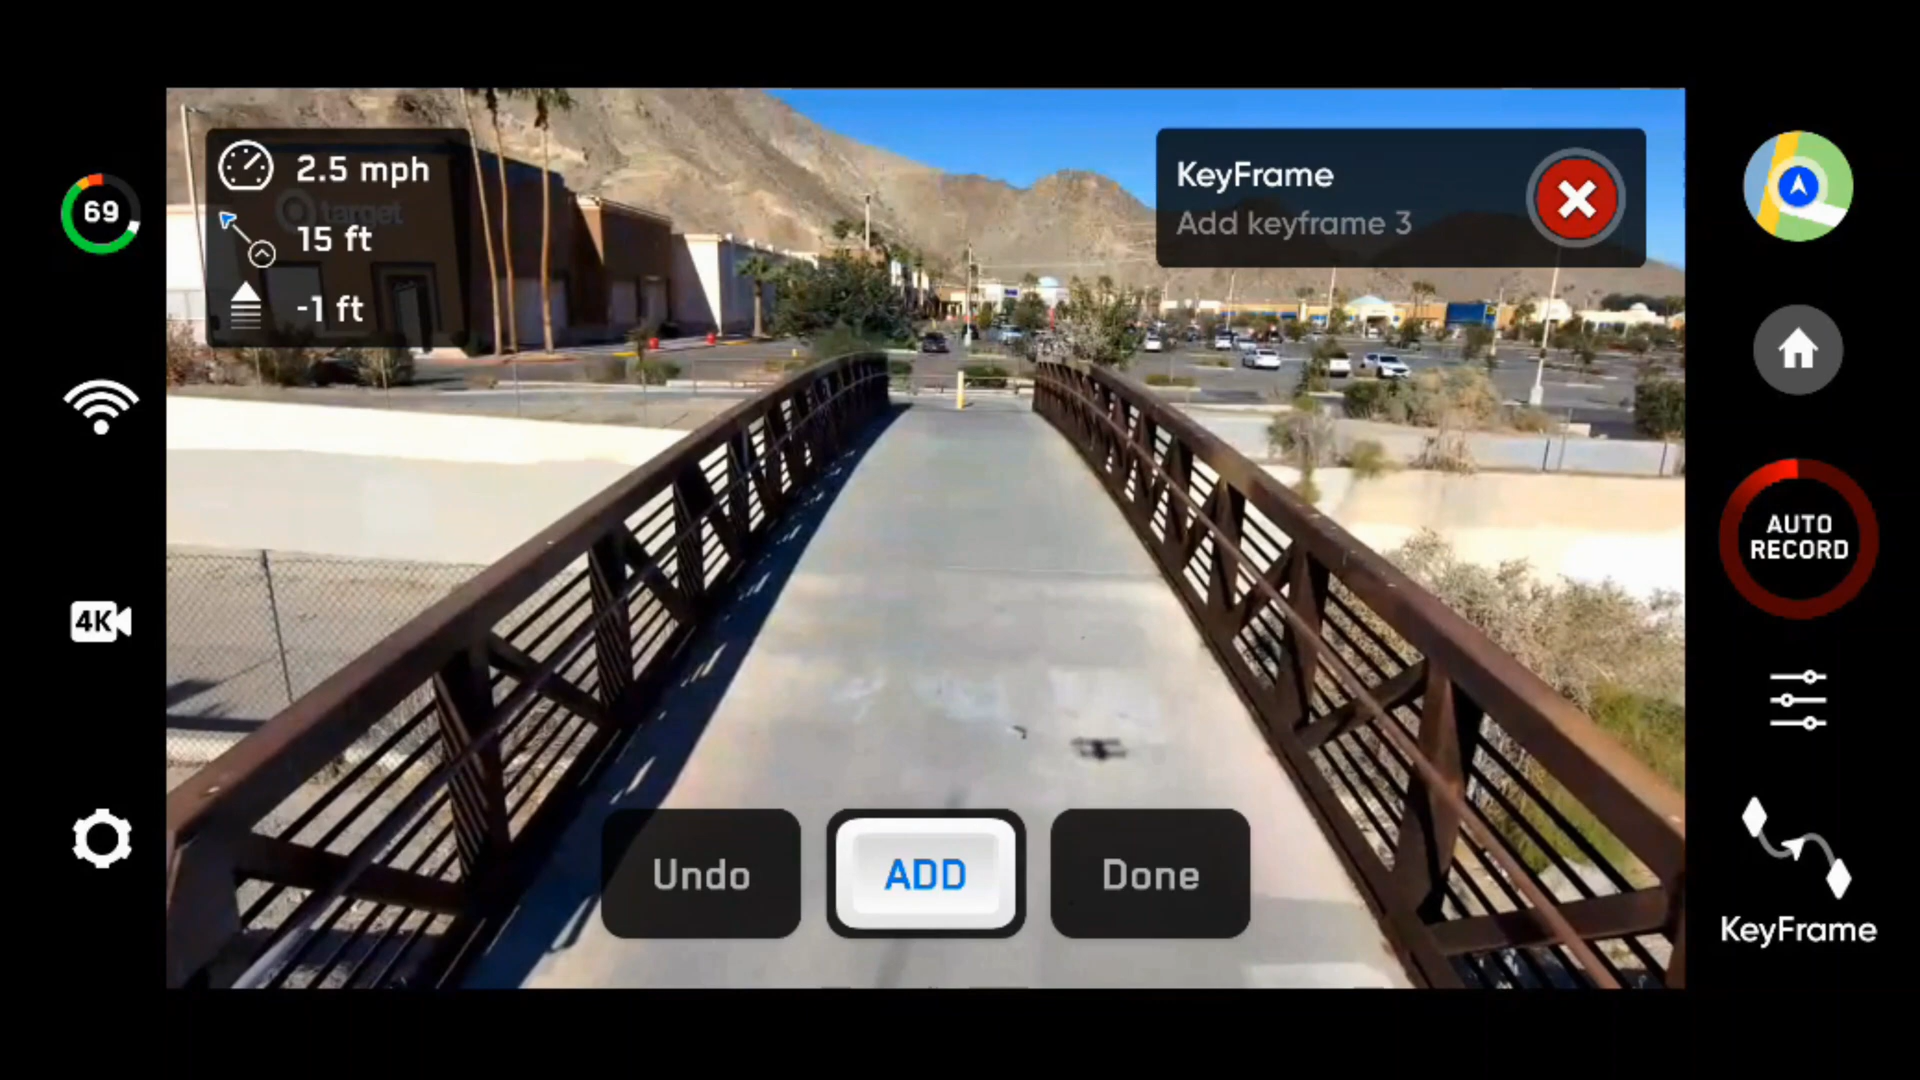 69
2.5 mph
target
15 ft
-1 ft
KeyFrame
Add keyframe 3
AUTO
RECORD
4K
Undo
ADD
Done
KeyFrame